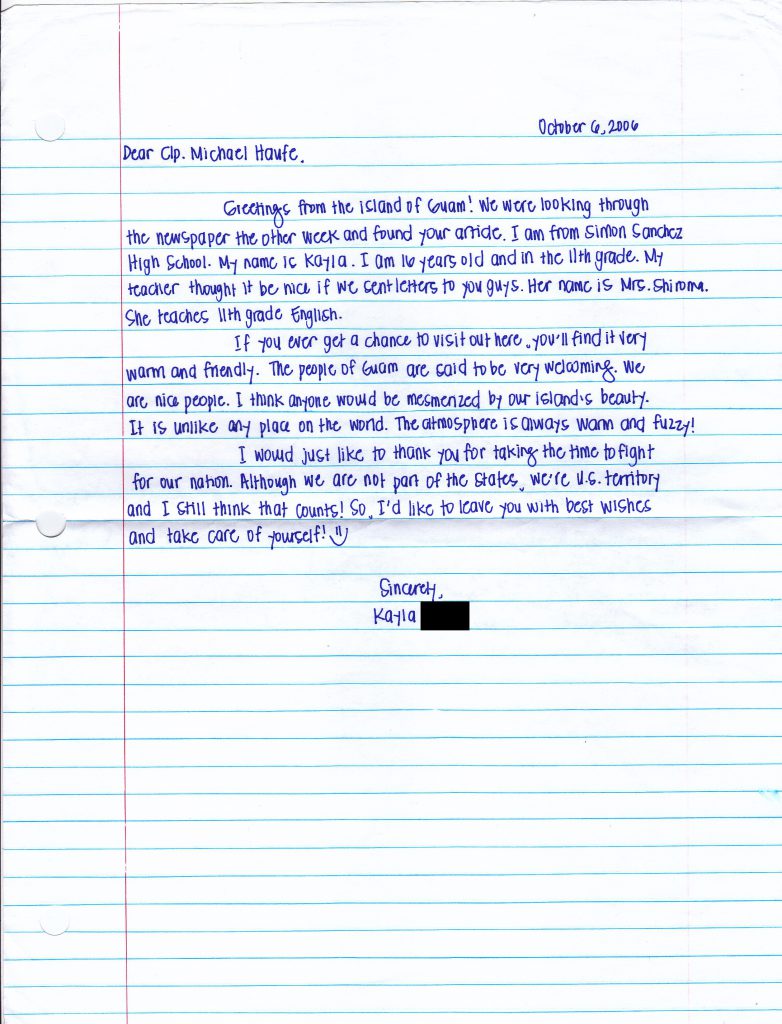 October 6, 2006
Dear Clp. Michael Haufe,
Greetings from the island of Guam! We were looking through
the newspaper the other week and found your article. I am from Simon Sanchez
High School. My name is Kayla. I am 16 years old and in the 11th grade. My
teacher thought it be nice if we sent letters to you guys. Her name is Mrs. Shiroma.
She teaches 11th grade English.
If you ever get a chance to visit out here, you'll find it very
warm and friendly. The people of Guam are said to be very welcoming. We
are nice people. I think anyone would be mesmerized by our island's beauty.
It is unlike any place on the world. The atmosphere is always warm and fuzzy!
I would just like to thank you for taking the time to fight
for our nation. Although we are not part of the states, we're U.S. territory
and I still think that counts! So, I'd like to leave you with best wishes
and take care of yourself! =)
Sincerely,
Kayla